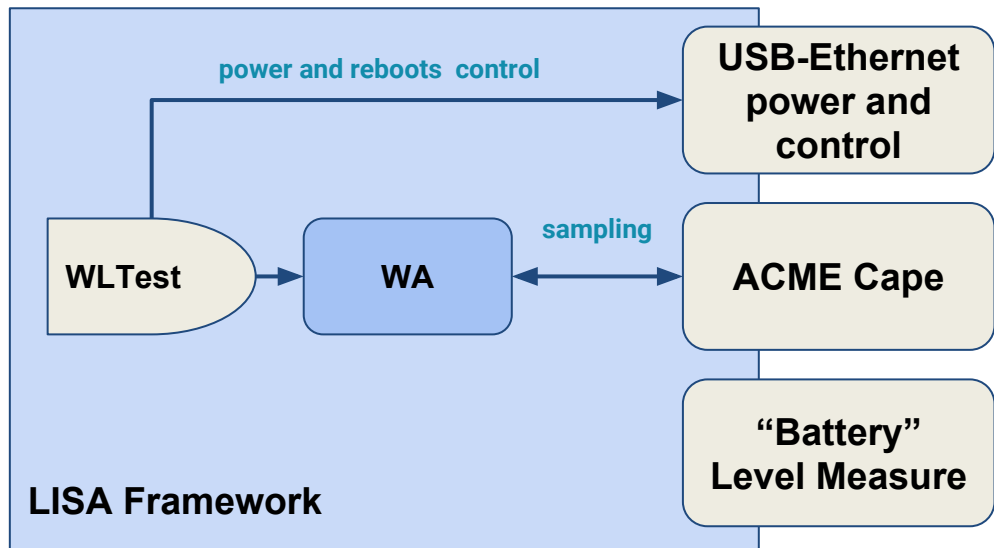 power and reboots control
USB-Ethernet
power and
control
WLTest
WA
sampling
ACME Cape
“Battery”
Level Measure
LISA Framework